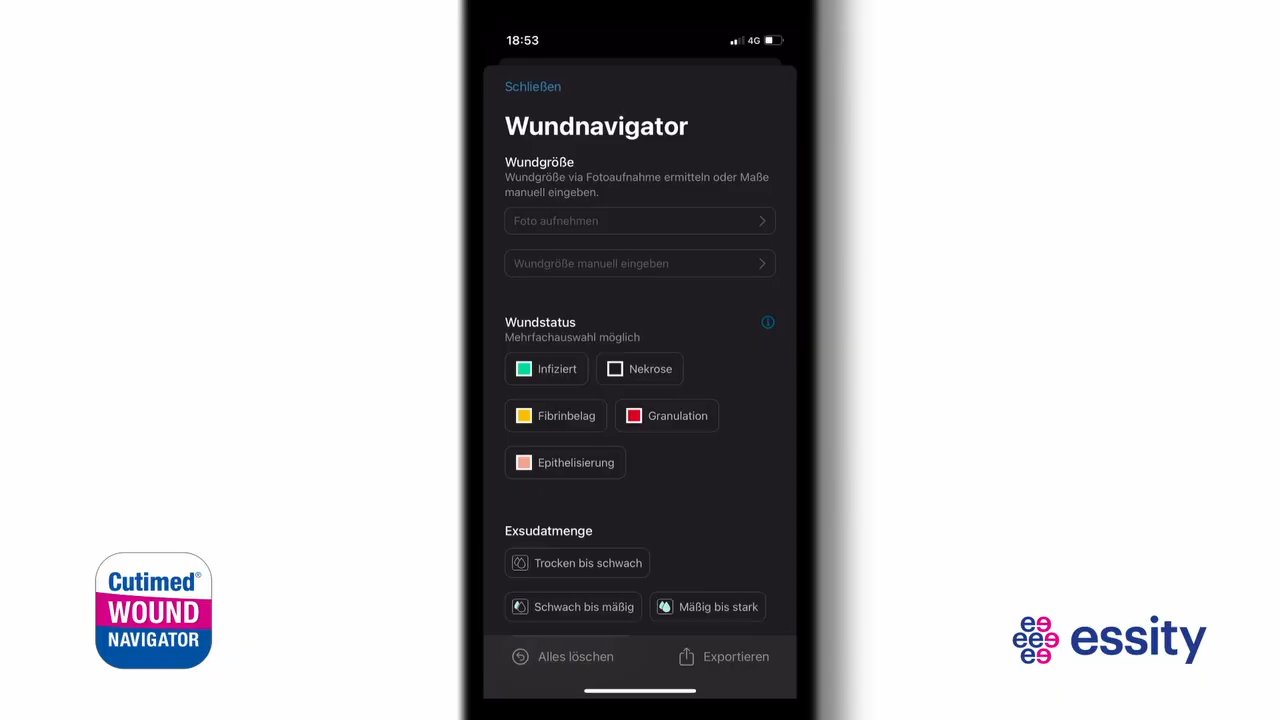 18:53
4G
Schließen
Wundnavigator
Wundgröße
Wundgröße via Fotoaufnahme ermitteln oder Maße
manuell eingeben.
Foto aufnehmen
Wundgröße manuell eingeben
Wundstatus
Mehrfachauswahl möglich
Infiziert
Nekrose
Fibrinbelag
Granulation
Epithelisierung
Exsudatmenge
Trocken bis schwach
Schwach bis mäßig
Mäßig bis stark
Alles löschen
Exportieren
Cutimed®
WOUND
NAVIGATOR
essity